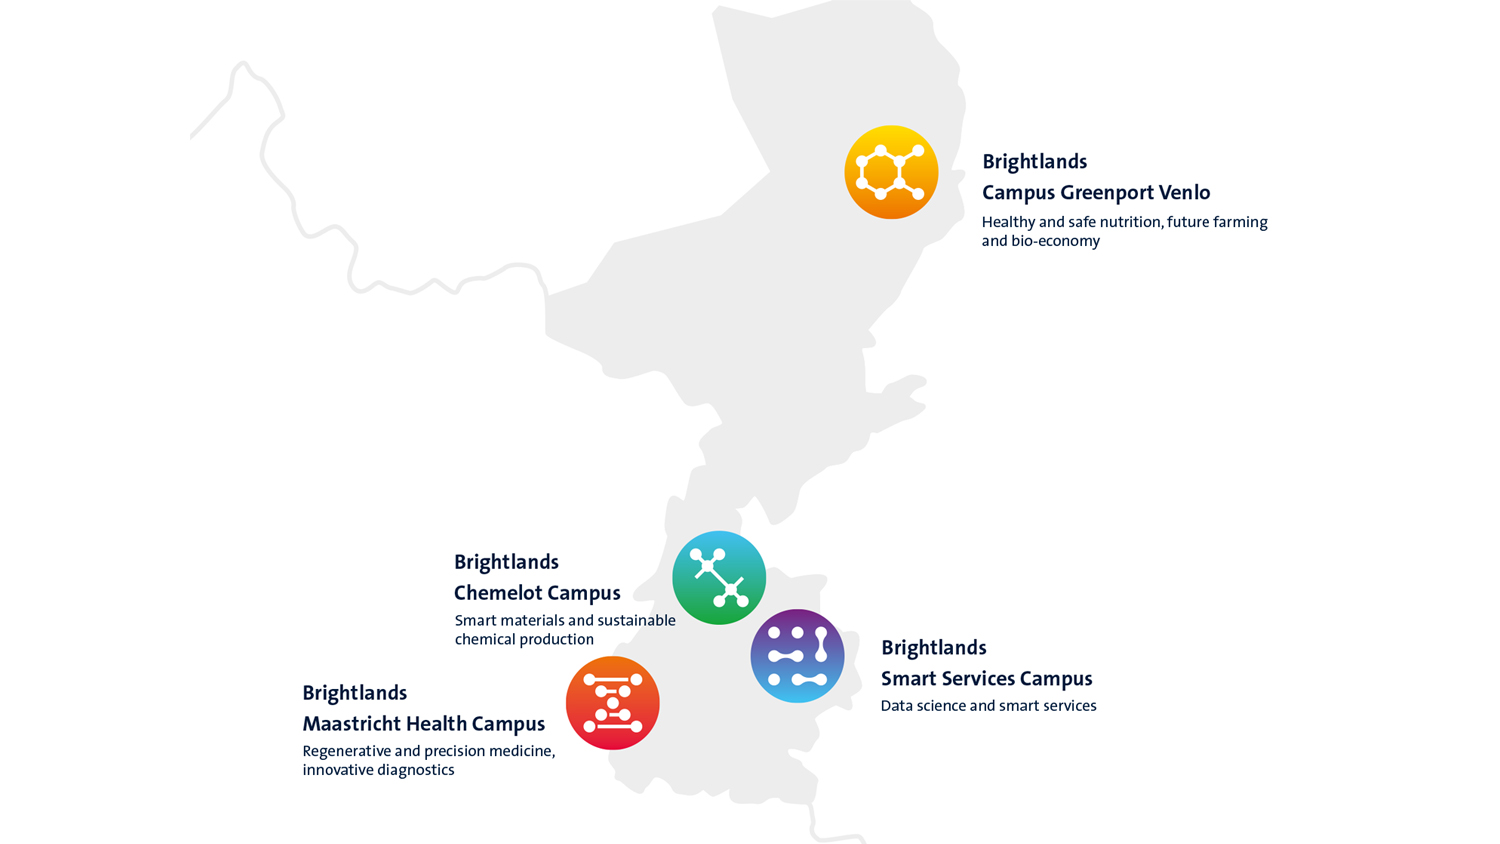 Brightlands
Campus Greenport Venlo
Healthy and safe nutrition, future farming
and bio-economy
Brightlands
Chemelot Campus
Smart materials and sustainable
chemical production
Brightlands
Smart Services Campus
Data science and smart services
Brightlands
Maastricht Health Campus
Regenerative and precision medicine,
innovative diagnostics